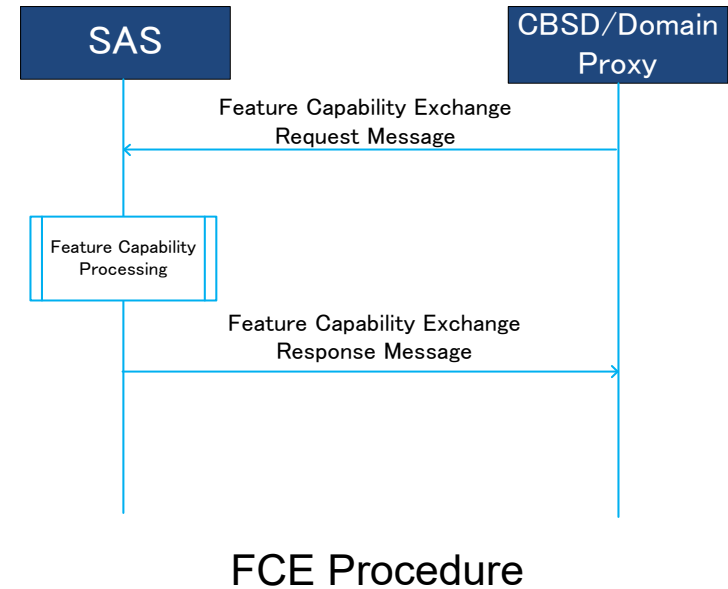 SAS
CBSD/Domain
Proxy
Feature Capability Exchange
Request Message
Feature Capability
Processing
Feature Capability Exchange
Response Message
FCE Procedure